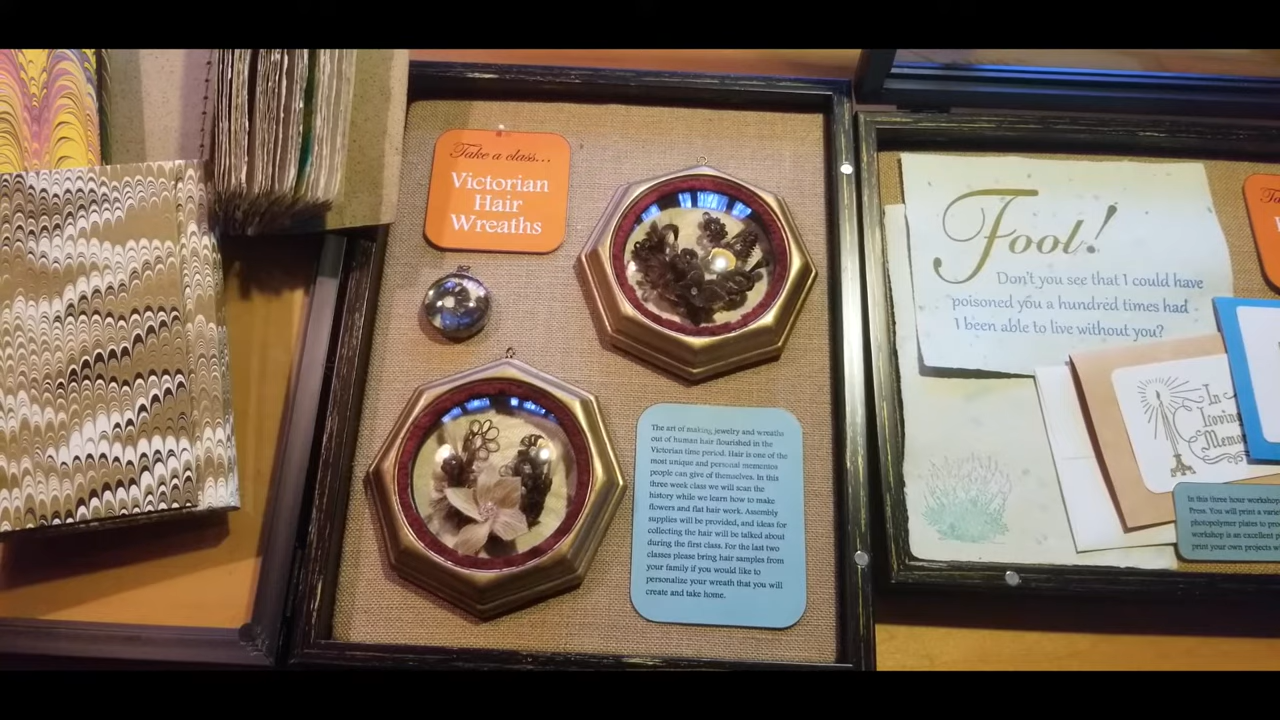 Take a class...
Victorian
Hair
Wreaths
The art of making jewelry and wreaths
out of human hair flourished in the
Victorian time period. Hair is one of the
most unique and personal mementos
people can give of themselves. In this
three week class we will scan the
history while we learn how to make
flowers and flat hair work. Assembly
supplies will be provided, and ideas for
collecting the hair will be talked about
during the first class. For the last two
classes please bring hair samples from
your family if you would like to
personalize your wreath that you will
create and take home.
Fool!
Don't you see that I could have
poisoned you a hundred times had
I been able to live without you?
In
Loving
In this three hour workshop
Press. You will print a
photopolymer plates to
workshop is an excellent
print your own projects